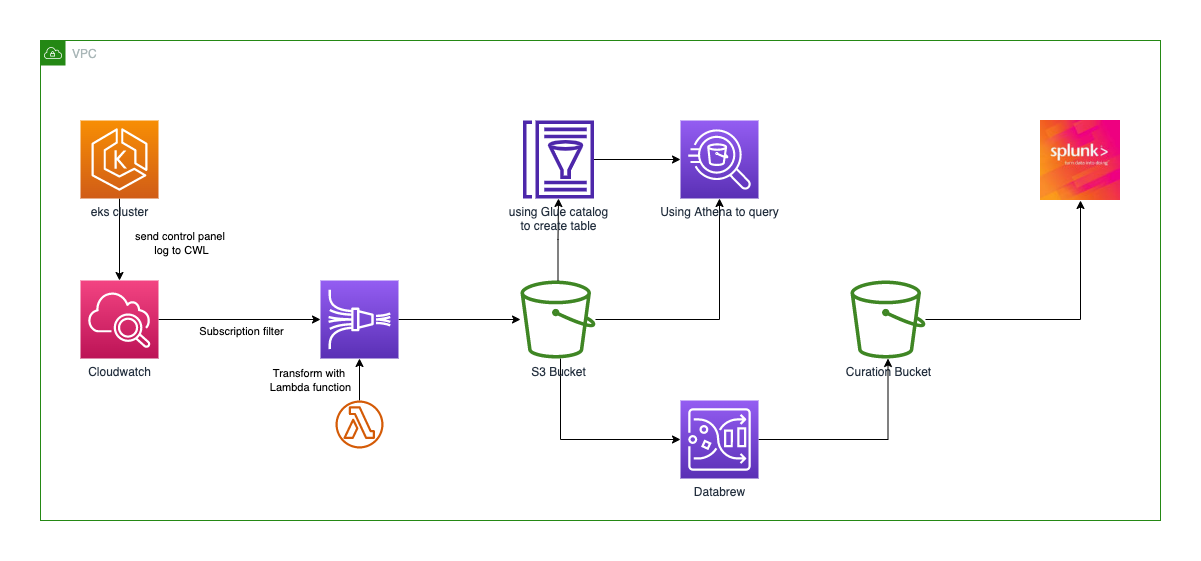 VPC
eks cluster
send control panel
log to CWL
Cloudwatch
Subscription filter
Transform with
Lambda function
using Glue catalog
to create table
Using Athena to query
S3 Bucket
Databrew
Curation Bucket
splunk>
turn data into doing